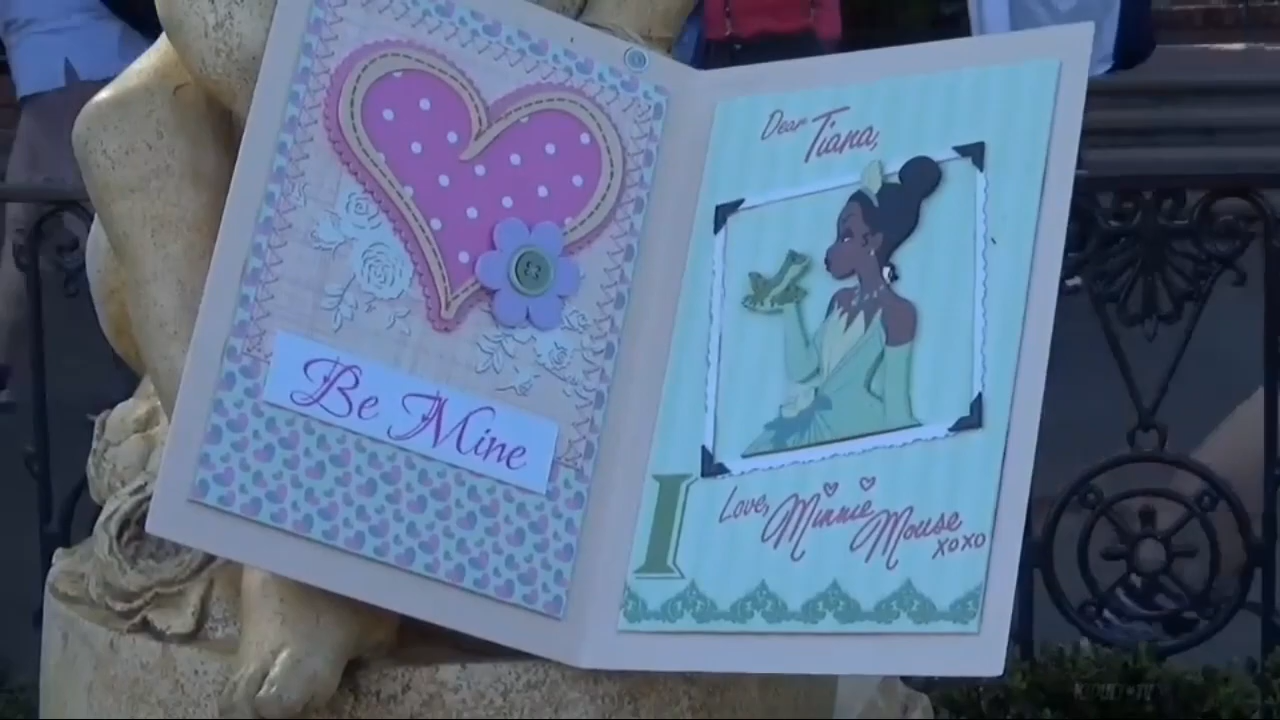 Be Mine
Dear
Tiana,
I
Love,
Minnie
Mouse
xoxo